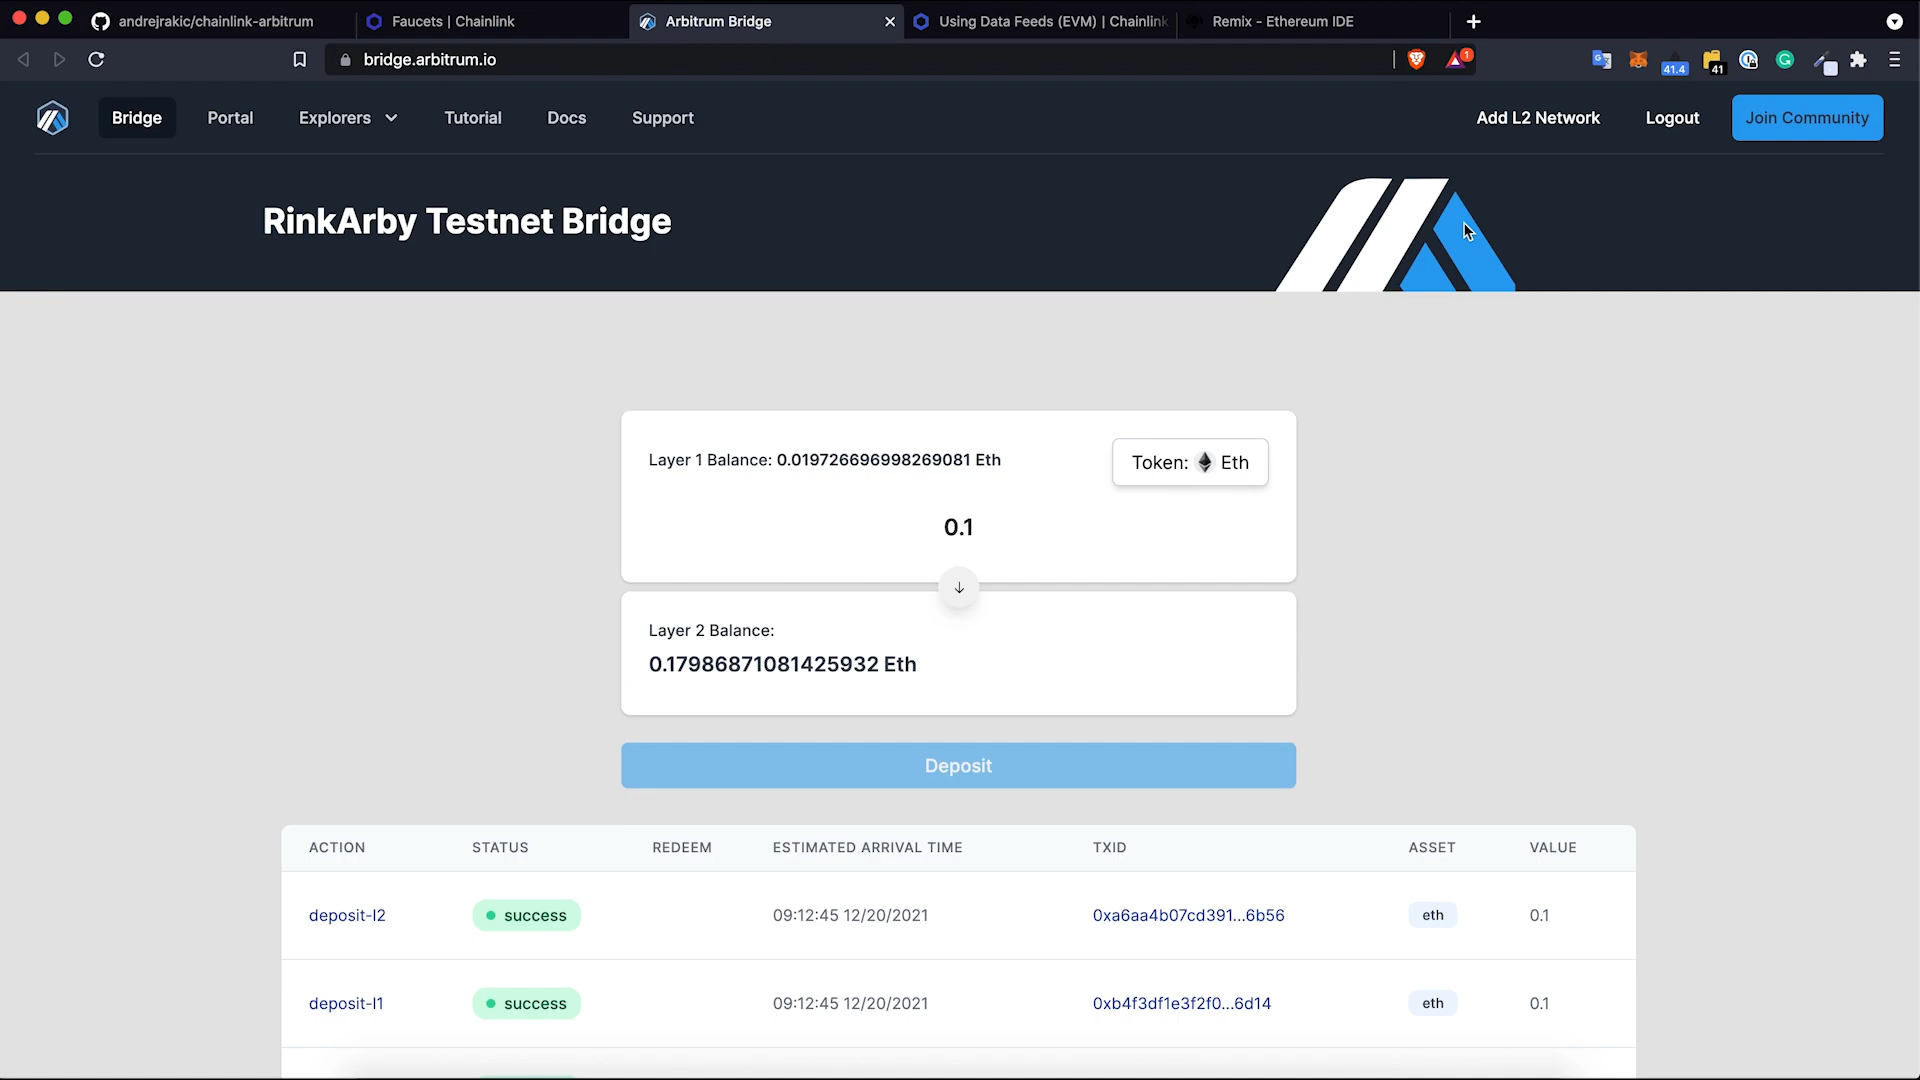 andrejrakic/chainlink-arbitrum
Faucets | Chainlink
Arbitrum Bridge
Using Data Feeds (EVM) | Chainlink
Remix - Ethereum IDE
bridge.arbitrum.io
1
41.4
41
Bridge
Portal
Explorers
Tutorial
Docs
Support
Add L2 Network
Logout
Join Community
RinkArby Testnet Bridge
Layer 1 Balance: 0.019726696998269081 Eth
Token: Eth
0.1
Layer 2 Balance:
0.17986871081425932 Eth
Deposit
ACTION STATUS REDEEM ESTIMATED ARRIVAL TIME TXID ASSET VALUE
deposit-l2 success 09:12:45 12/20/2021 0xa6aa4b07cd391...6b56 eth 0.1
deposit-l1 success 09:12:45 12/20/2021 0xb4f3df1e3f2f0...6d14 eth 0.1